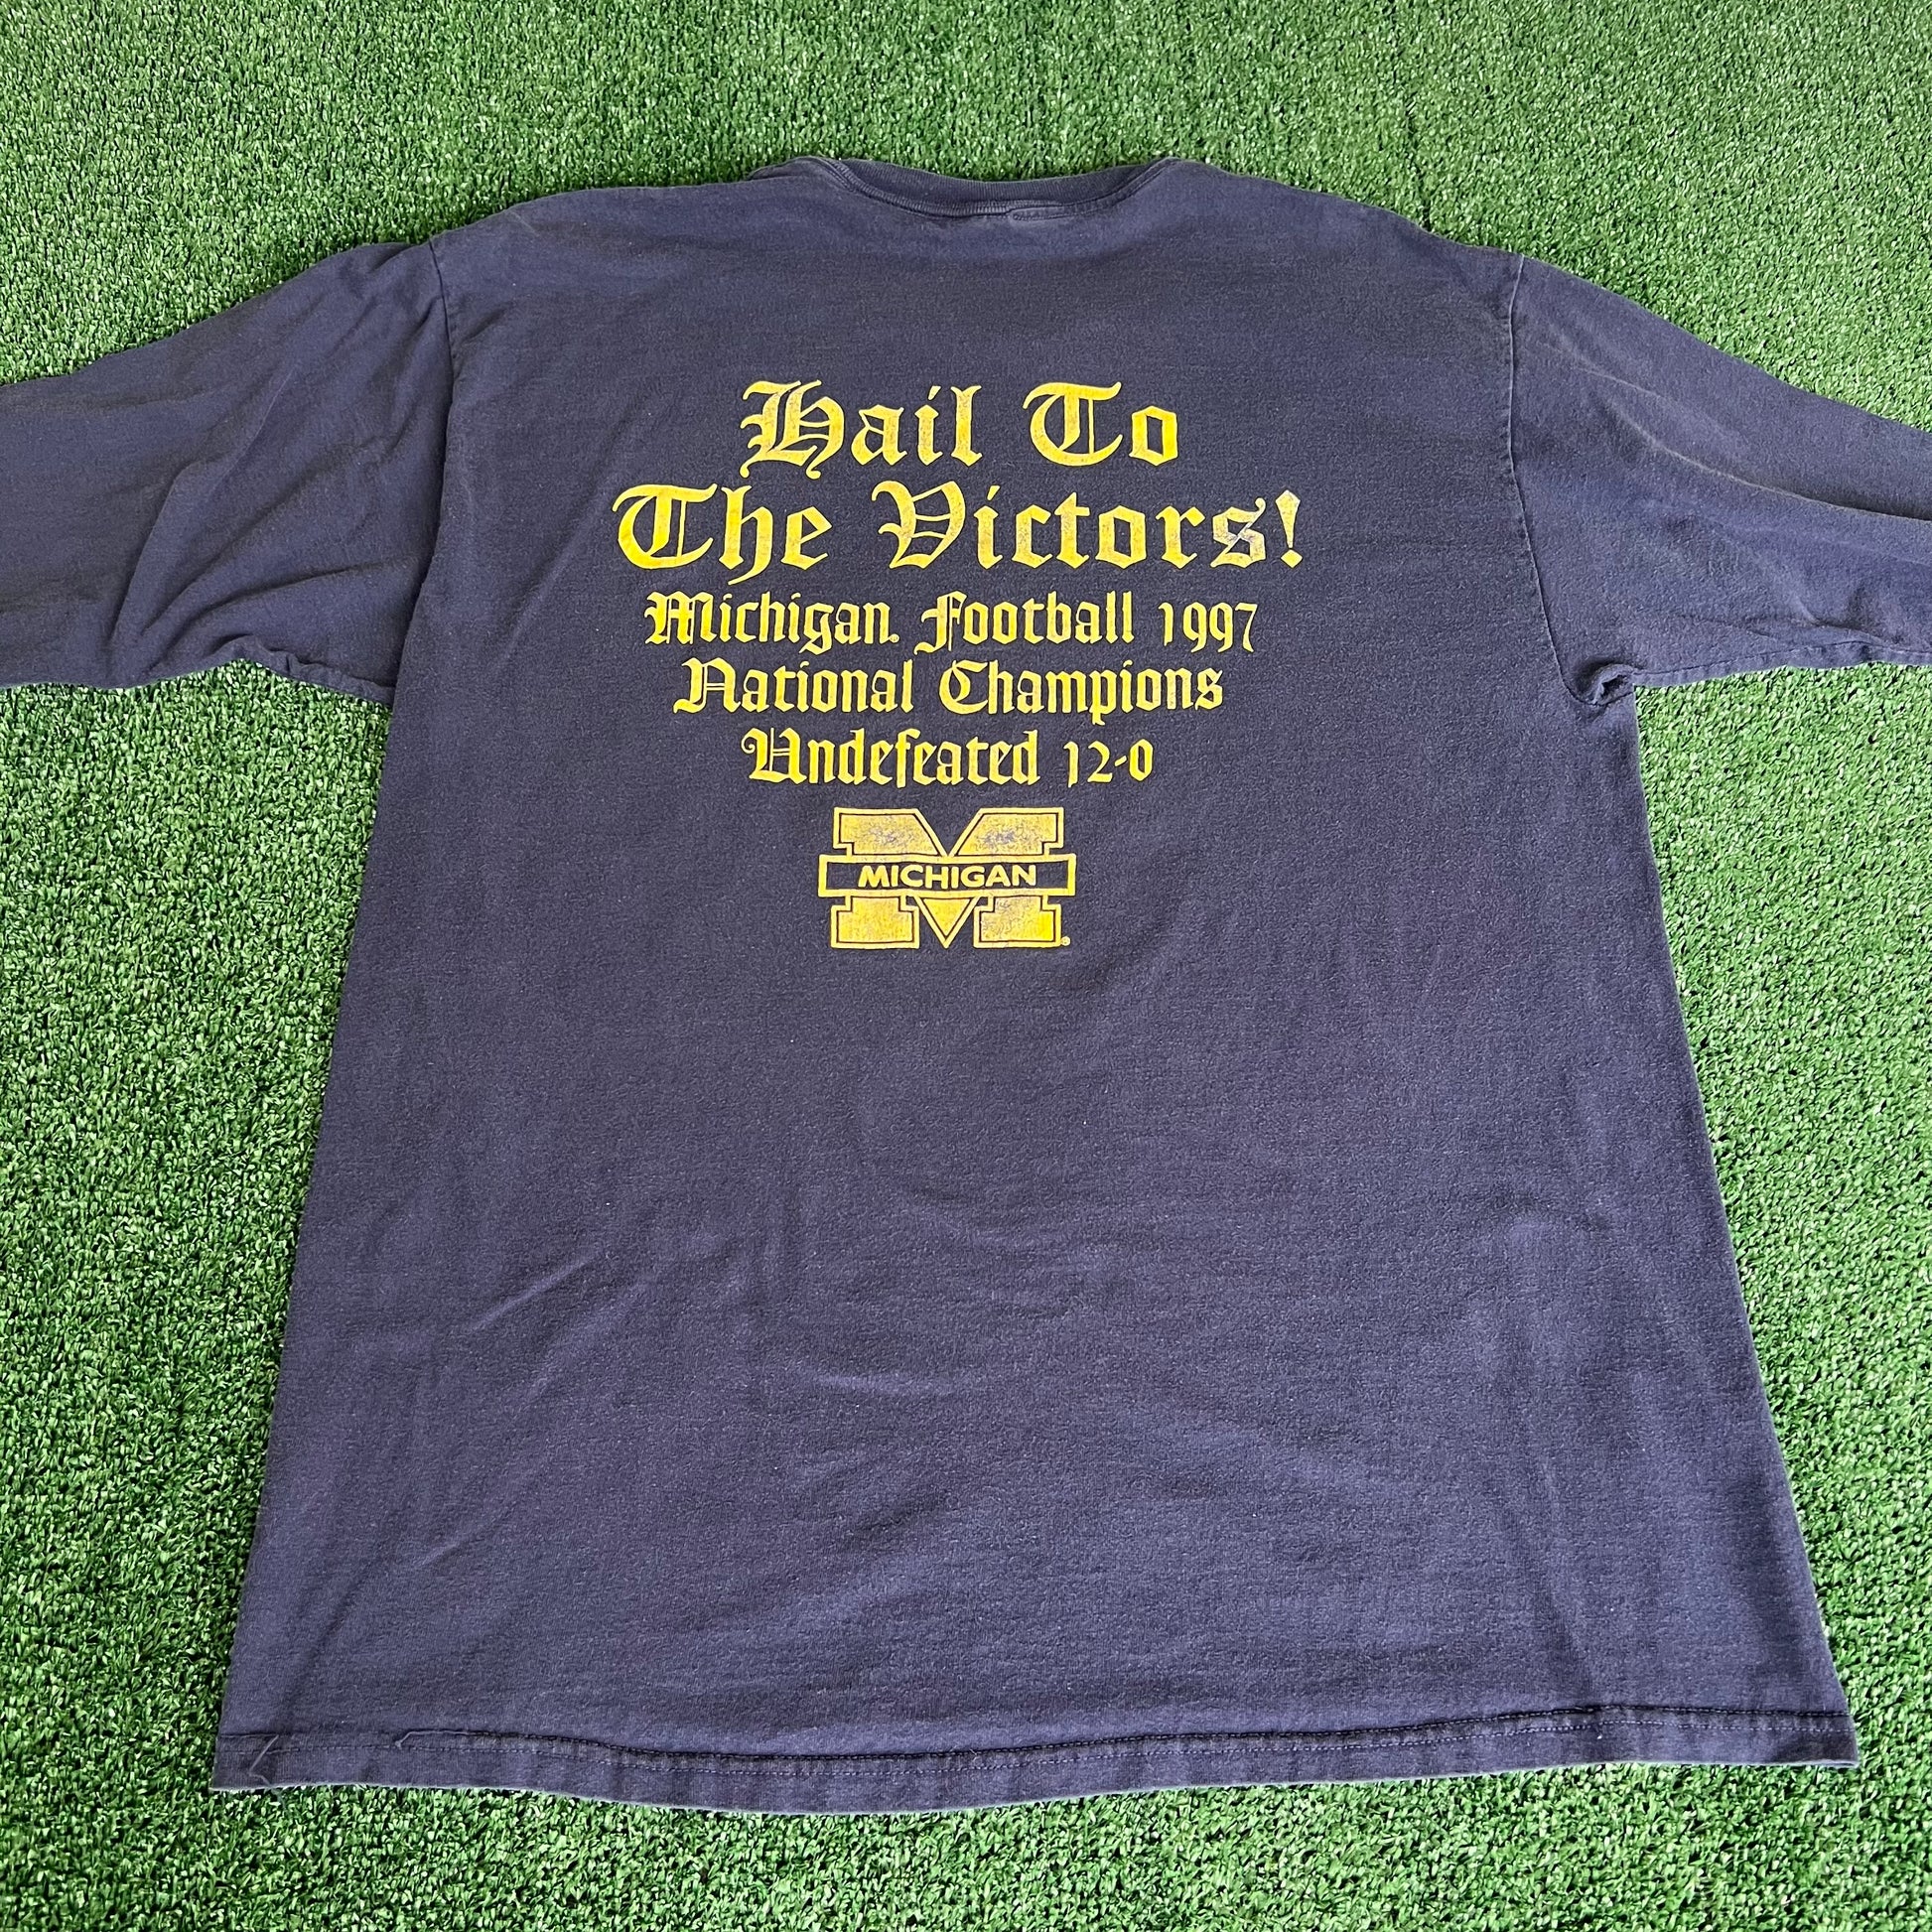 Hail To
The Victors!
Michigan. Football 1997
National Champions
Undefeated 12-0
MICHIGAN
®